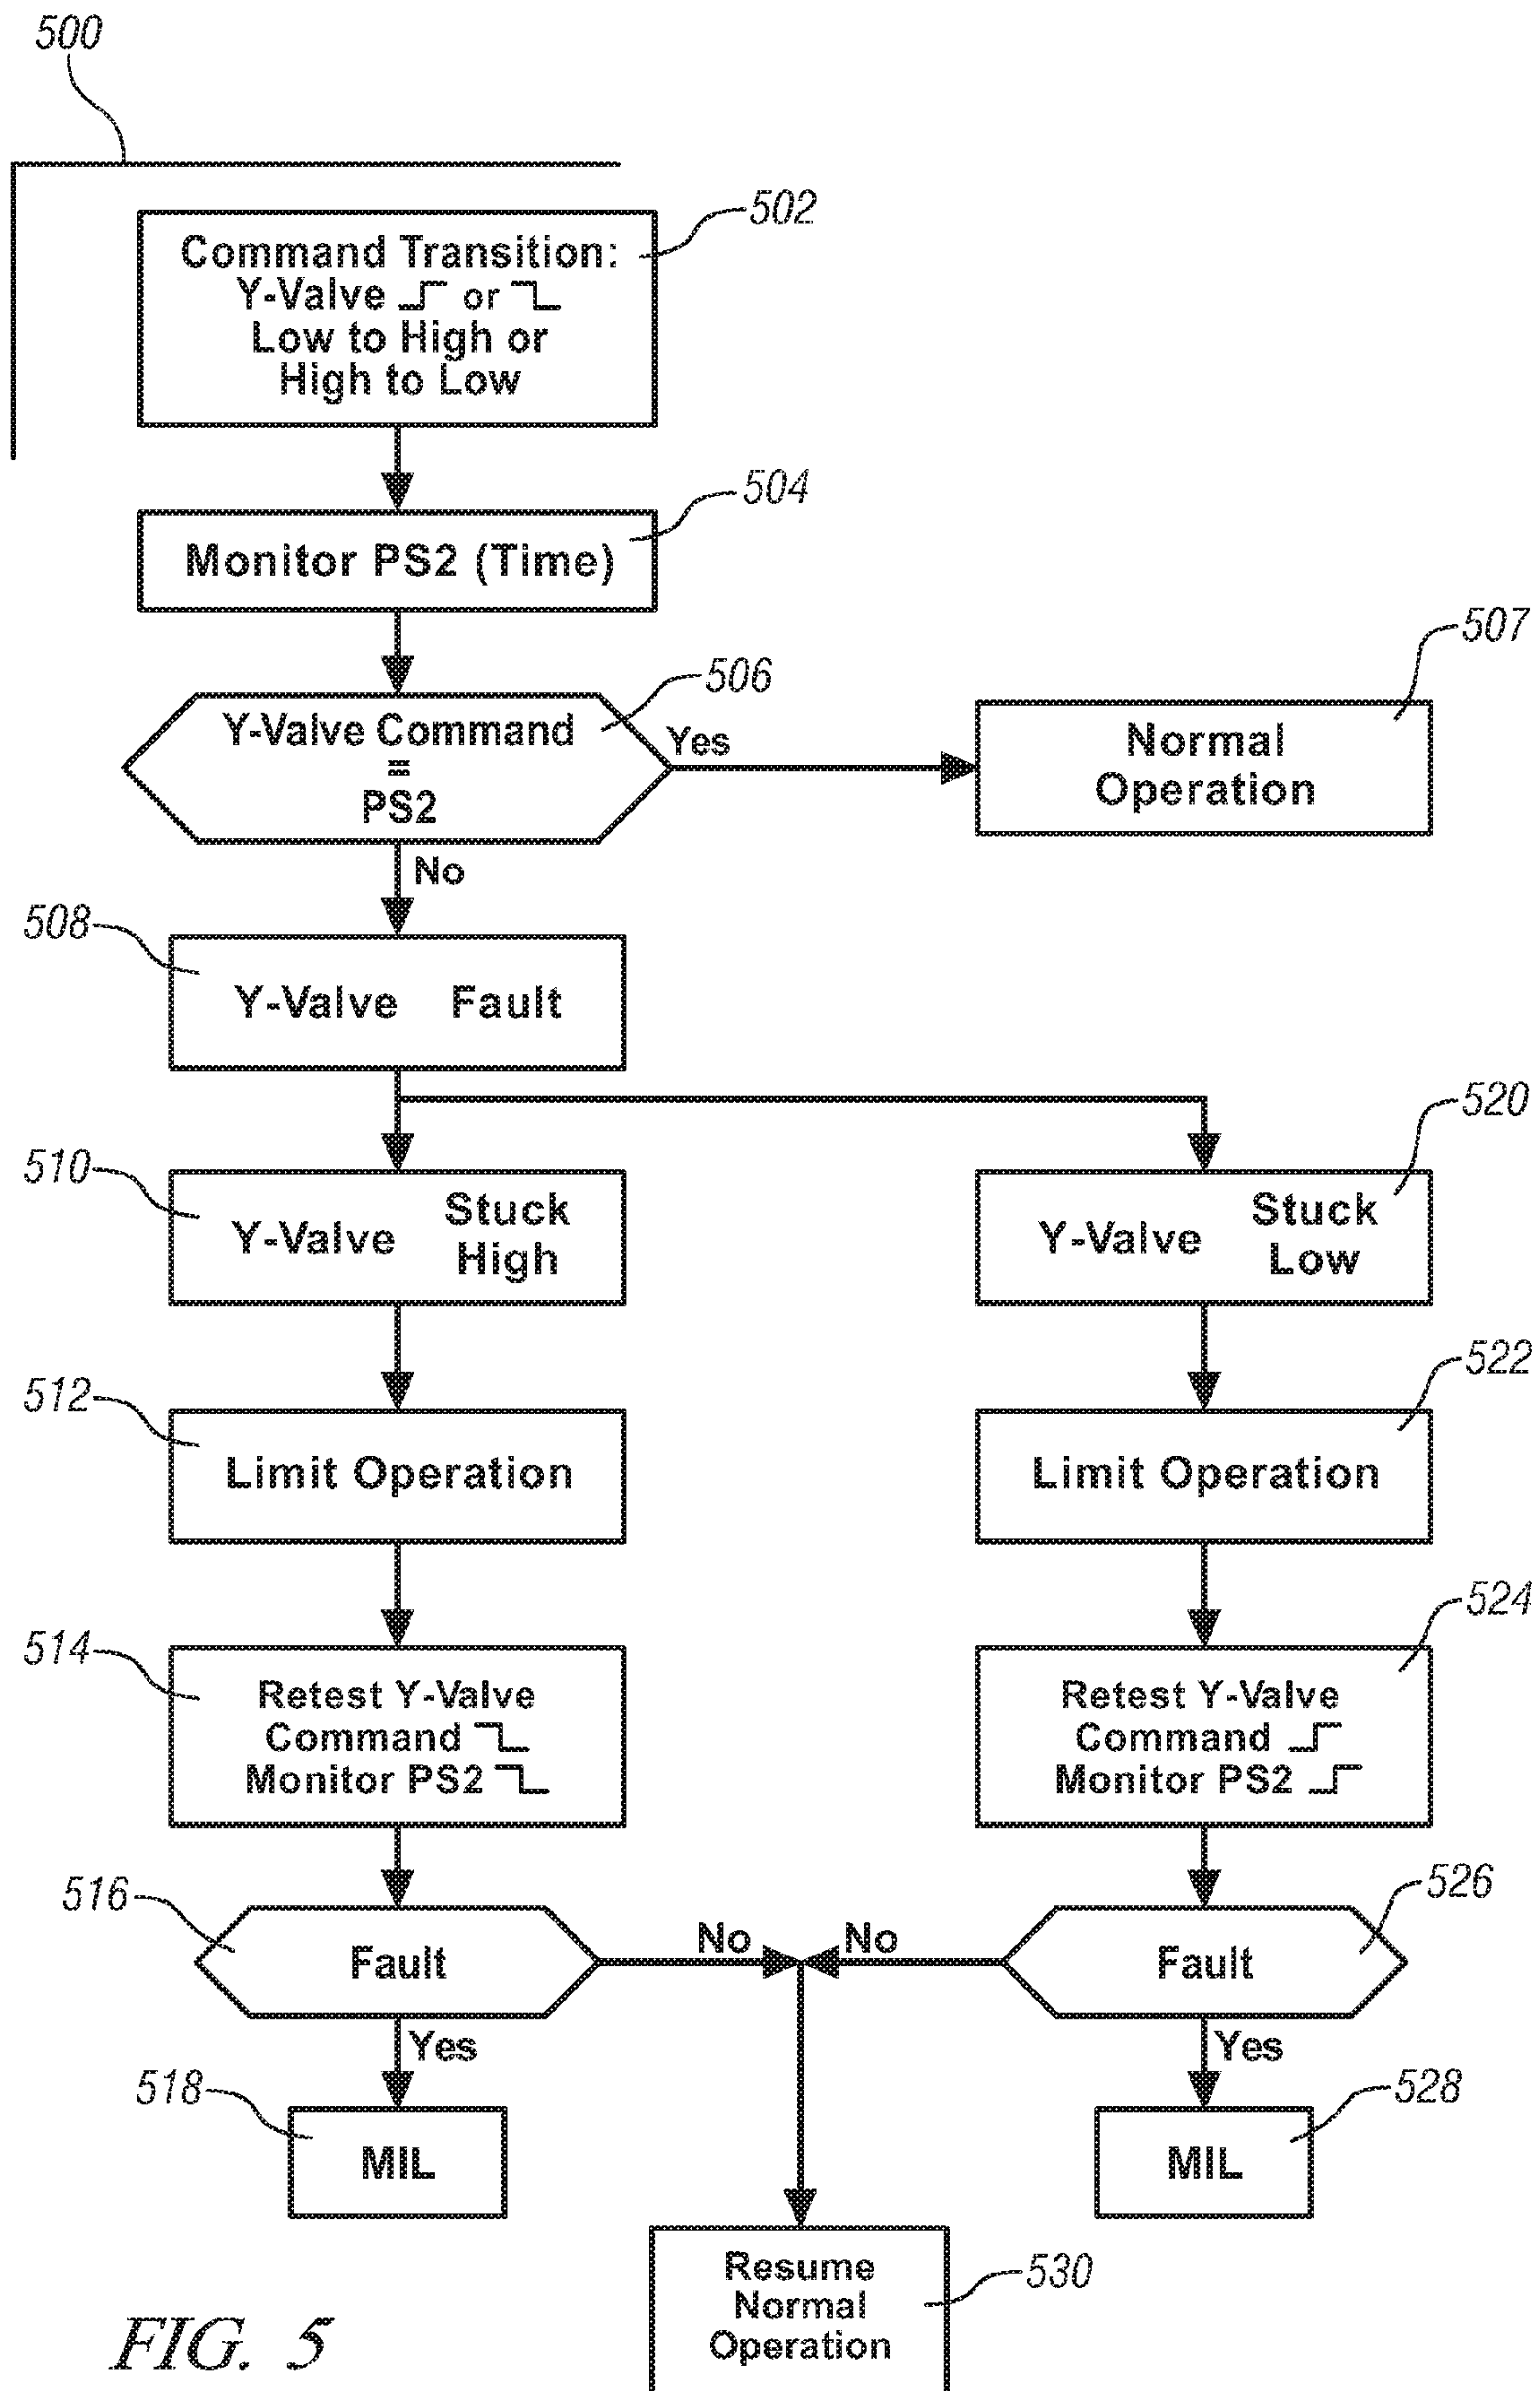 500
502
Command Transition:
Y-Valve or
Low to High or
High to Low
504
Monitor PS2 (Time)
506
507
Y-Valve Command
=
PS2
Yes
Normal
Operation
No
508
Y-Valve Fault
510
Y-Valve Stuck
High
520
Y-Valve Stuck
Low
512
Limit Operation
522
Limit Operation
514
Retest Y-Valve
Command
Monitor PS2
524
Retest Y-Valve
Command
Monitor PS2
516
Fault
No
No
526
Fault
Yes
Yes
518
MIL
528
MIL
Resume
Normal
Operation
530
FIG. 5